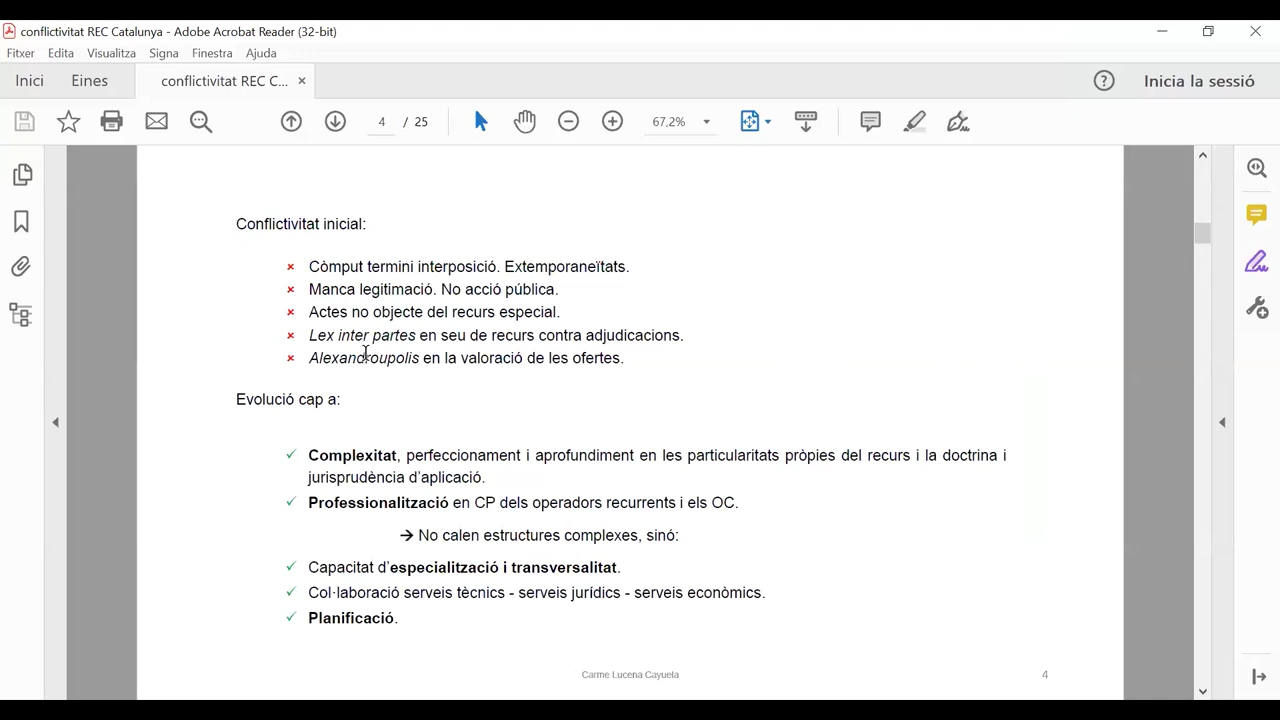 conflictivitat REC Catalunya - Adobe Acrobat Reader (32-bit)
Fitxer Edita Visualitza Signa Finestra Ajuda
Inici Eines conflictivitat REC C... × Inicia la sessió
4 / 25 67,2%
Conflictivitat inicial:
× Còmput termini interposició. Extemporaneïtats.
× Manca legitimació. No acció pública.
× Actes no objecte del recurs especial.
× Lex inter partes en seu de recurs contra adjudicacions.
× Alexandroupolis en la valoració de les ofertes.
Evolució cap a:
✓ Complexitat, perfeccionament i aprofundiment en les particularitats pròpies del recurs i la doctrina i
jurisprudència d'aplicació.
✓ Professionalització en CP dels operadors recurrents i els OC.
→ No calen estructures complexes, sinó:
✓ Capacitat d'especialització i transversalitat.
✓ Col·laboració serveis tècnics - serveis jurídics - serveis econòmics.
✓ Planificació.
Carme Lucena Cayuela 4